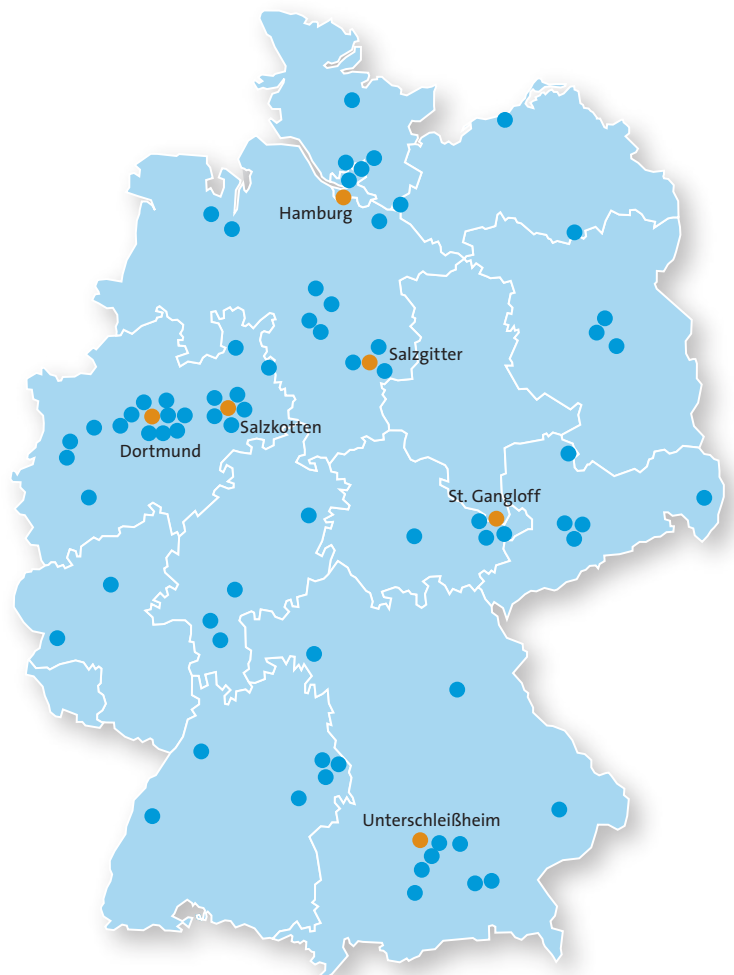 Hamburg
Salzgitter
Salzkotten
Dortmund
St. Gangloff
Unterschleißheim